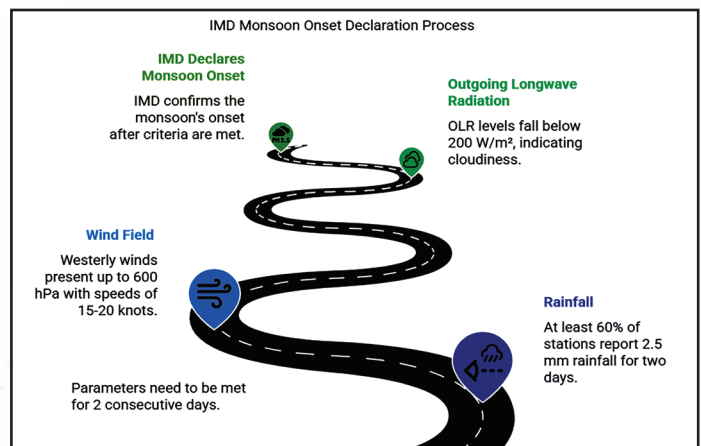 IMD Monsoon Onset Declaration Process
IMD Declares
Monsoon Onset
IMD confirms the
monsoon's onset
after criteria are met.
PM 2.5
Outgoing Longwave
Radiation
OLR levels fall below
200 W/m², indicating
cloudiness.
Wind Field
Westerly winds
present up to 600
hPa with speeds of
15-20 knots.
Rainfall
At least 60% of
stations report 2.5
mm rainfall for two
days.
Parameters need to be met
for 2 consecutive days.